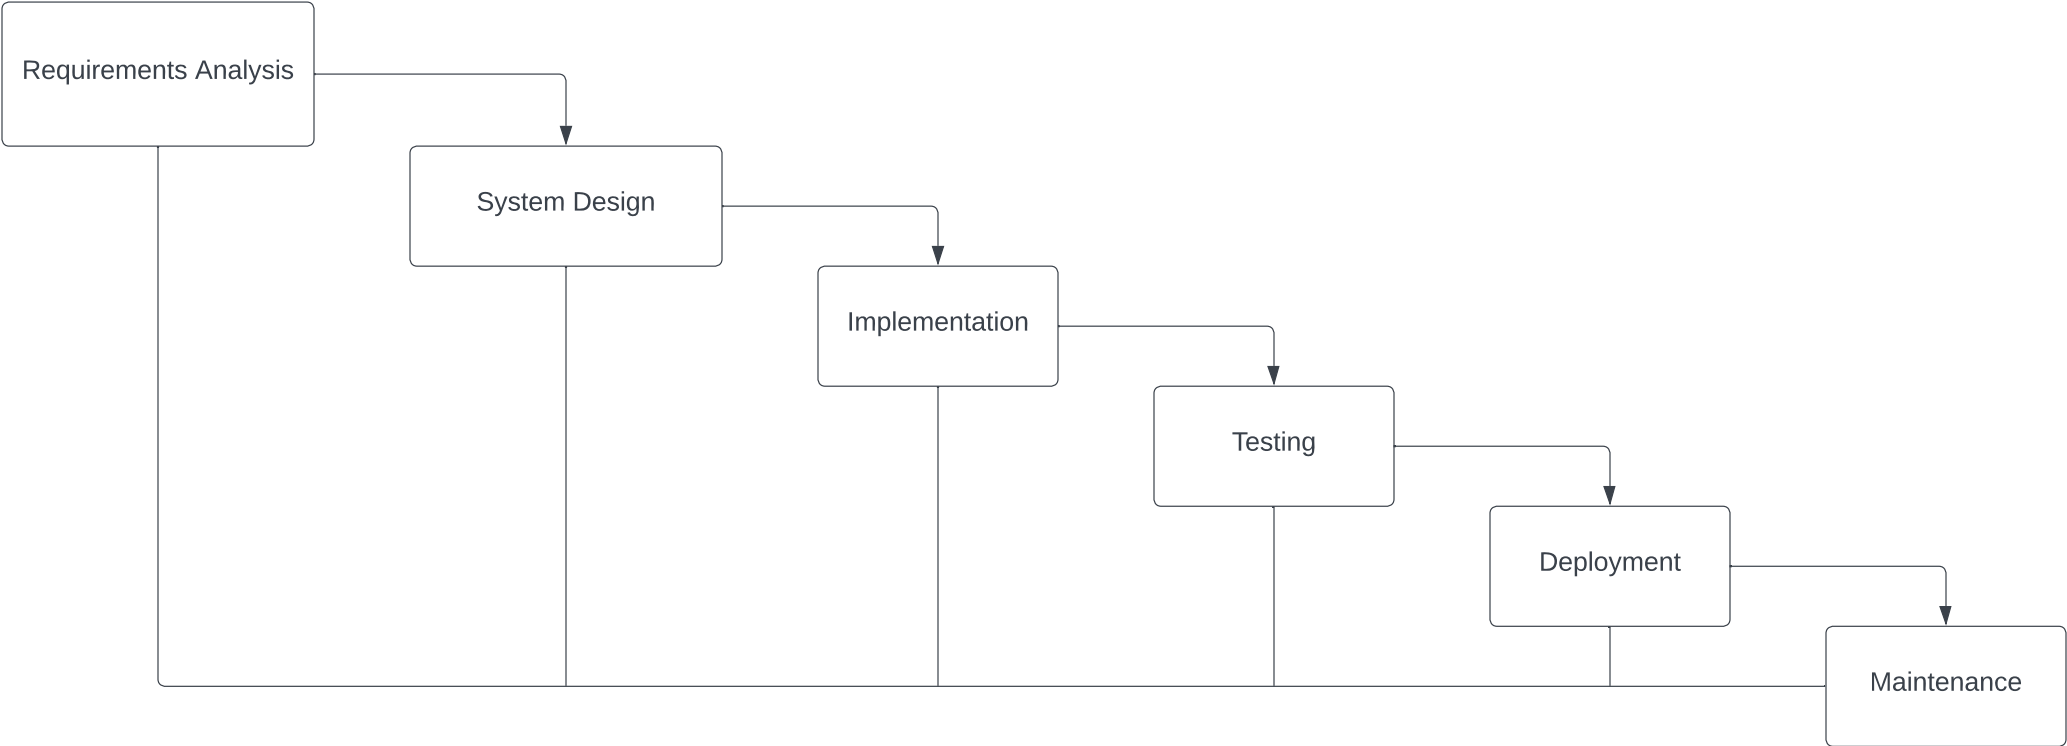 Requirements Analysis
System Design
Implementation
Testing
Deployment
Maintenance